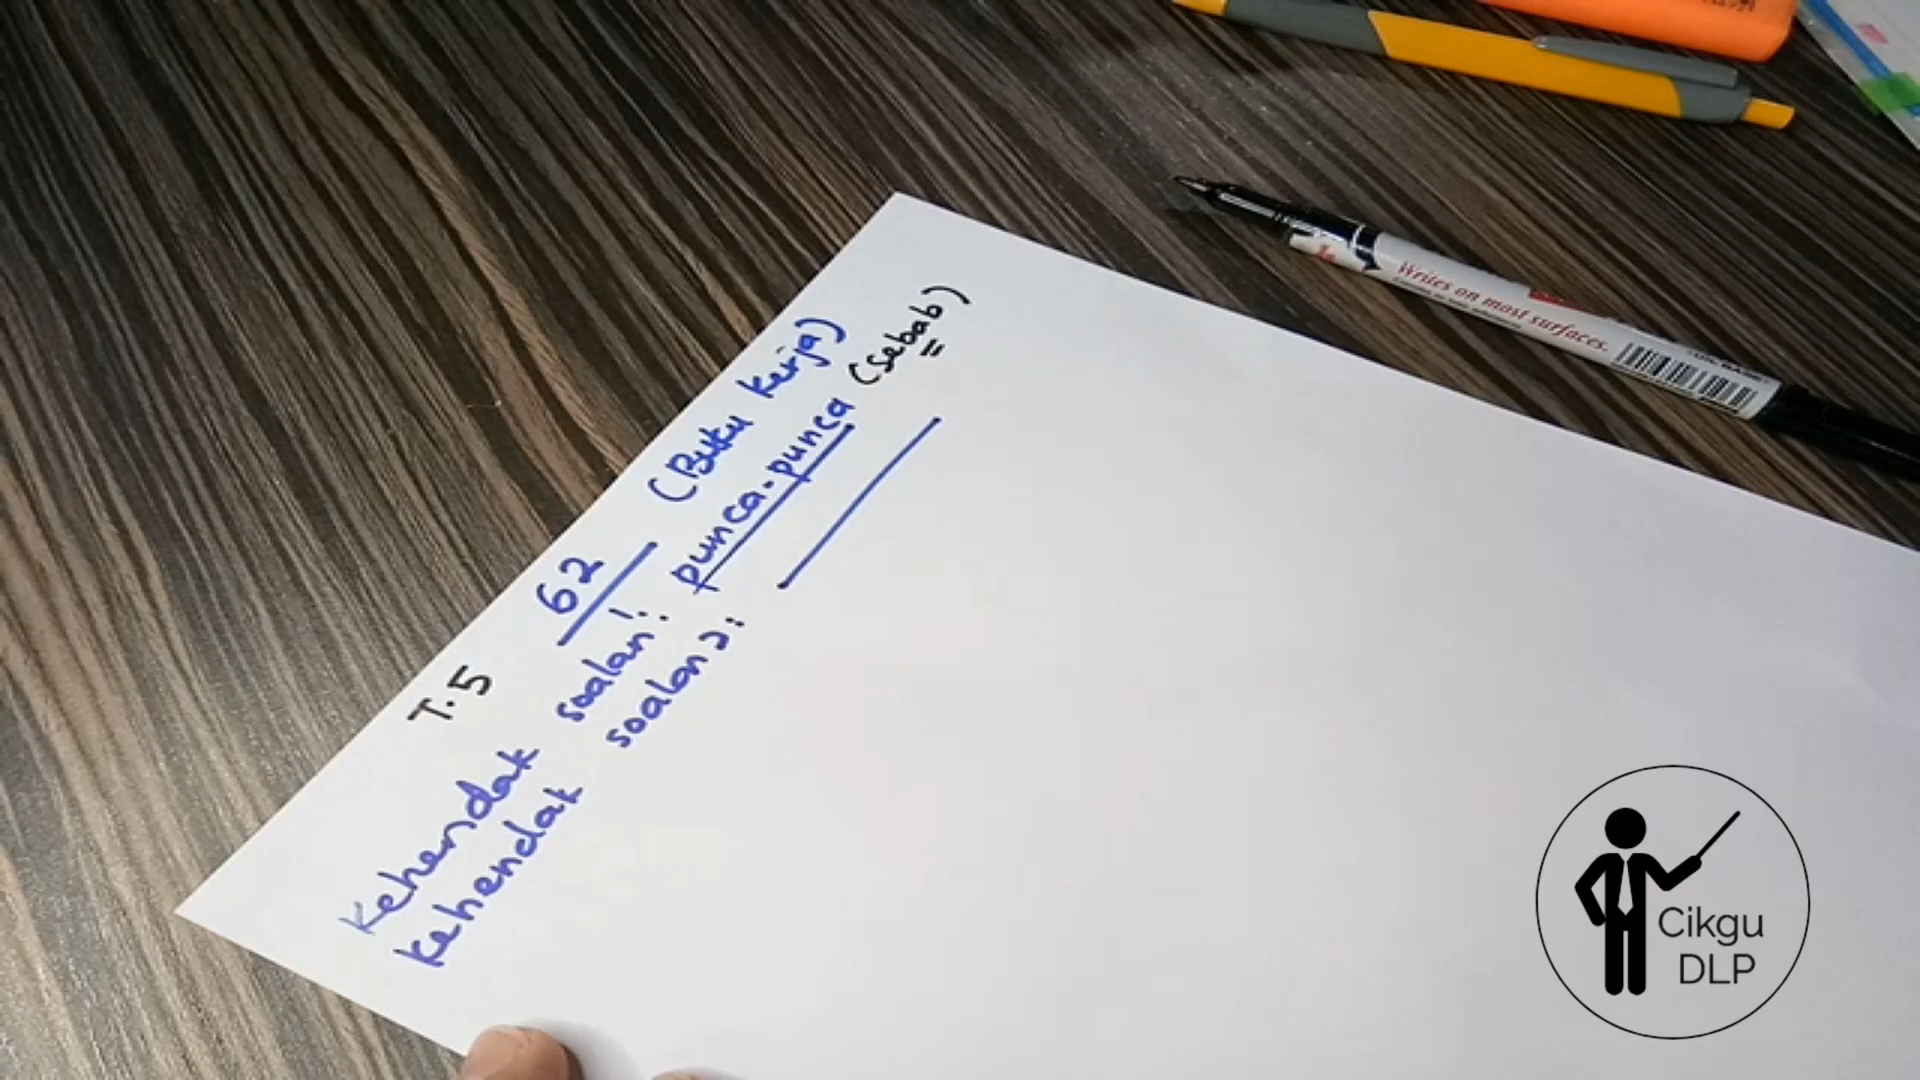 T.5 62 (Buku Kerja)
Kehendak soalan 1: punca-punca (sebab)
Kehendak soalan 2:
Writes on most surfaces.
Cikgu
DLP